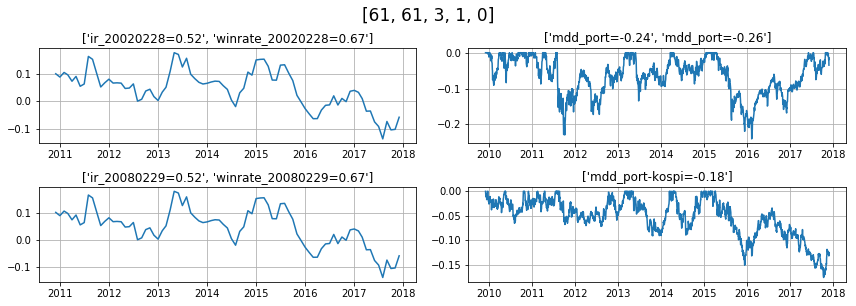 [61, 61, 3, 1, 0]
['ir_20020228=0.52', 'winrate_20020228=0.67']
0.1
0.0
−0.1
2011 2012 2013 2014 2015 2016 2017 2018
['mdd_port=-0.24', 'mdd_port=-0.26']
0.0
−0.1
−0.2
2010 2011 2012 2013 2014 2015 2016 2017 2018
['ir_20080229=0.52', 'winrate_20080229=0.67']
0.1
0.0
−0.1
2011 2012 2013 2014 2015 2016 2017 2018
['mdd_port-kospi=-0.18']
0.00
−0.05
−0.10
−0.15
2010 2011 2012 2013 2014 2015 2016 2017 2018